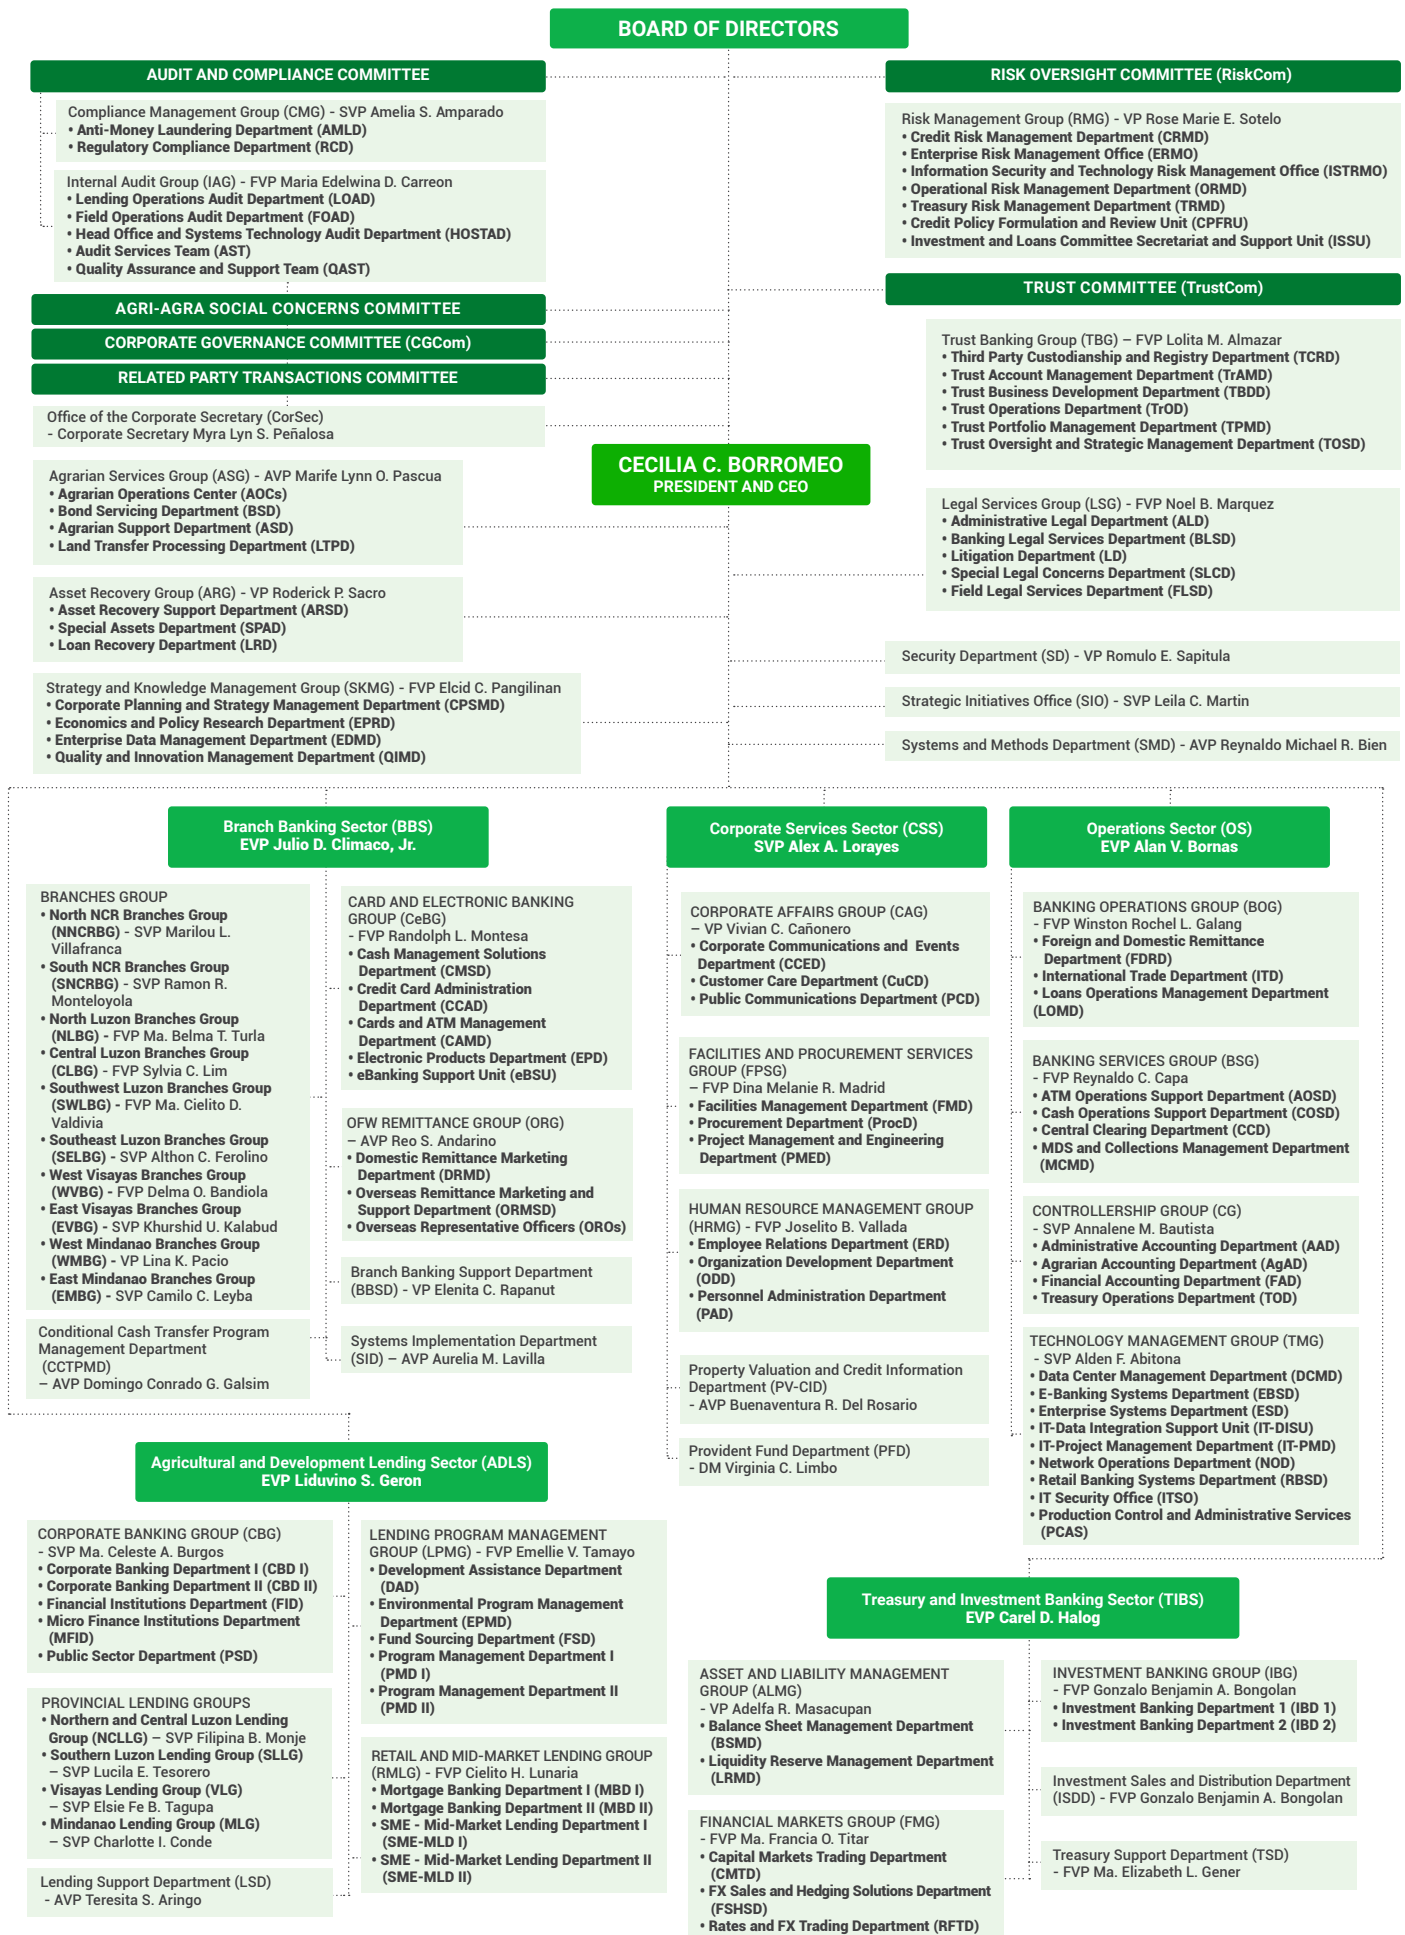 BOARD OF DIRECTORS
AUDIT AND COMPLIANCE COMMITTEE
Compliance Management Group (CMG) - SVP Amelia S. Amparado
• Anti-Money Laundering Department (AMLD)
• Regulatory Compliance Department (RCD)
Internal Audit Group (IAG) - FVP Maria Edelwina D. Carreon
• Lending Operations Audit Department (LOAD)
• Field Operations Audit Department (FOAD)
• Head Office and Systems Technology Audit Department (HOSTAD)
• Audit Services Team (AST)
• Quality Assurance and Support Team (QAST)
AGRI-AGRA SOCIAL CONCERNS COMMITTEE
CORPORATE GOVERNANCE COMMITTEE (CGCom)
RELATED PARTY TRANSACTIONS COMMITTEE
Office of the Corporate Secretary (CorSec)
- Corporate Secretary Myra Lyn S. Peñalosa
RISK OVERSIGHT COMMITTEE (RiskCom)
Risk Management Group (RMG) - VP Rose Marie E. Sotelo
• Credit Risk Management Department (CRMD)
• Enterprise Risk Management Office (ERMO)
• Information Security and Technology Risk Management Office (ISTRMO)
• Operational Risk Management Department (ORMD)
• Treasury Risk Management Department (TRMD)
• Credit Policy Formulation and Review Unit (CPFRU)
• Investment and Loans Committee Secretariat and Support Unit (ISSU)
TRUST COMMITTEE (TrustCom)
Trust Banking Group (TBG) – FVP Lolita M. Almazar
• Third Party Custodianship and Registry Department (TCRD)
• Trust Account Management Department (TrAMD)
• Trust Business Development Department (TBDD)
• Trust Operations Department (TrOD)
• Trust Portfolio Management Department (TPMD)
• Trust Oversight and Strategic Management Department (TOSD)
CECILIA C. BORROMEO
PRESIDENT AND CEO
Agrarian Services Group (ASG) - AVP Marife Lynn O. Pascua
• Agrarian Operations Center (AOCs)
• Bond Servicing Department (BSD)
• Agrarian Support Department (ASD)
• Land Transfer Processing Department (LTPD)
Asset Recovery Group (ARG) - VP Roderick P. Sacro
• Asset Recovery Support Department (ARSD)
• Special Assets Department (SPAD)
• Loan Recovery Department (LRD)
Strategy and Knowledge Management Group (SKMG) - FVP Elcid C. Pangilinan
• Corporate Planning and Strategy Management Department (CPSMD)
• Economics and Policy Research Department (EPRD)
• Enterprise Data Management Department (EDMD)
• Quality and Innovation Management Department (QIMD)
Legal Services Group (LSG) - FVP Noel B. Marquez
• Administrative Legal Department (ALD)
• Banking Legal Services Department (BLSD)
• Litigation Department (LD)
• Special Legal Concerns Department (SLCD)
• Field Legal Services Department (FLSD)
Security Department (SD) - VP Romulo E. Sapitula
Strategic Initiatives Office (SIO) - SVP Leila C. Martin
Systems and Methods Department (SMD) - AVP Reynaldo Michael R. Bien
Branch Banking Sector (BBS)
EVP Julio D. Climaco, Jr.
BRANCHES GROUP
• North NCR Branches Group
(NNCRBG) - SVP Marilou L.
Villafranca
• South NCR Branches Group
(SNCRBG) - SVP Ramon R.
Monteloyola
• North Luzon Branches Group
(NLBG) - FVP Ma. Belma T. Turla
• Central Luzon Branches Group
(CLBG) - FVP Sylvia C. Lim
• Southwest Luzon Branches Group
(SWLBG) - FVP Ma. Cielito D.
Valdivia
• Southeast Luzon Branches Group
(SELBG) - SVP Althon C. Ferolino
• West Visayas Branches Group
(WVBG) - FVP Delma O. Bandiola
• East Visayas Branches Group
(EVBG) - SVP Khurshid U. Kalabud
• West Mindanao Branches Group
(WMBG) - VP Lina K. Pacio
• East Mindanao Branches Group
(EMBG) - SVP Camilo C. Leyba
Conditional Cash Transfer Program
Management Department
(CCTPMD)
– AVP Domingo Conrado G. Galsim
CARD AND ELECTRONIC BANKING
GROUP (CeBG)
- FVP Randolph L. Montesa
• Cash Management Solutions
Department (CMSD)
• Credit Card Administration
Department (CCAD)
• Cards and ATM Management
Department (CAMD)
• Electronic Products Department (EPD)
• eBanking Support Unit (eBSU)
OFW REMITTANCE GROUP (ORG)
– AVP Reo S. Andarino
• Domestic Remittance Marketing
Department (DRMD)
• Overseas Remittance Marketing and
Support Department (ORMSD)
• Overseas Representative Officers (OROs)
Branch Banking Support Department
(BBSD) - VP Elenita C. Rapanut
Systems Implementation Department
(SID) – AVP Aurelia M. Lavilla
Corporate Services Sector (CSS)
SVP Alex A. Lorayes
CORPORATE AFFAIRS GROUP (CAG)
– VP Vivian C. Cañonero
• Corporate Communications and Events
Department (CCED)
• Customer Care Department (CuCD)
• Public Communications Department (PCD)
FACILITIES AND PROCUREMENT SERVICES
GROUP (FPSG)
– FVP Dina Melanie R. Madrid
• Facilities Management Department (FMD)
• Procurement Department (ProcD)
• Project Management and Engineering
Department (PMED)
HUMAN RESOURCE MANAGEMENT GROUP
(HRMG) - FVP Joselito B. Vallada
• Employee Relations Department (ERD)
• Organization Development Department
(ODD)
• Personnel Administration Department
(PAD)
Property Valuation and Credit Information
Department (PV-CID)
- AVP Buenaventura R. Del Rosario
Provident Fund Department (PFD)
- DM Virginia C. Limbo
Operations Sector (OS)
EVP Alan V. Bornas
BANKING OPERATIONS GROUP (BOG)
- FVP Winston Rochel L. Galang
• Foreign and Domestic Remittance
Department (FDRD)
• International Trade Department (ITD)
• Loans Operations Management Department
(LOMD)
BANKING SERVICES GROUP (BSG)
- FVP Reynaldo C. Capa
• ATM Operations Support Department (AOSD)
• Cash Operations Support Department (COSD)
• Central Clearing Department (CCD)
• MDS and Collections Management Department
(MCMD)
CONTROLLERSHIP GROUP (CG)
- SVP Annalene M. Bautista
• Administrative Accounting Department (AAD)
• Agrarian Accounting Department (AgAD)
• Financial Accounting Department (FAD)
• Treasury Operations Department (TOD)
TECHNOLOGY MANAGEMENT GROUP (TMG)
- SVP Alden F. Abitona
• Data Center Management Department (DCMD)
• E-Banking Systems Department (EBSD)
• Enterprise Systems Department (ESD)
• IT-Data Integration Support Unit (IT-DISU)
• IT-Project Management Department (IT-PMD)
• Network Operations Department (NOD)
• Retail Banking Systems Department (RBSD)
• IT Security Office (ITSO)
• Production Control and Administrative Services
(PCAS)
Agricultural and Development Lending Sector (ADLS)
EVP Liduvino S. Geron
CORPORATE BANKING GROUP (CBG)
- SVP Ma. Celeste A. Burgos
• Corporate Banking Department I (CBD I)
• Corporate Banking Department II (CBD II)
• Financial Institutions Department (FID)
• Micro Finance Institutions Department
(MFID)
• Public Sector Department (PSD)
PROVINCIAL LENDING GROUPS
• Northern and Central Luzon Lending
Group (NCLLG) – SVP Filipina B. Monje
• Southern Luzon Lending Group (SLLG)
– SVP Lucila E. Tesorero
• Visayas Lending Group (VLG)
– SVP Elsie Fe B. Tagupa
• Mindanao Lending Group (MLG)
– SVP Charlotte I. Conde
Lending Support Department (LSD)
- AVP Teresita S. Aringo
LENDING PROGRAM MANAGEMENT
GROUP (LPMG) - FVP Emellie V. Tamayo
• Development Assistance Department
(DAD)
• Environmental Program Management
Department (EPMD)
• Fund Sourcing Department (FSD)
• Program Management Department I
(PMD I)
• Program Management Department II
(PMD II)
RETAIL AND MID-MARKET LENDING GROUP
(RMLG) - FVP Cielito H. Lunaria
• Mortgage Banking Department I (MBD I)
• Mortgage Banking Department II (MBD II)
• SME - Mid-Market Lending Department I
(SME-MLD I)
• SME - Mid-Market Lending Department II
(SME-MLD II)
Treasury and Investment Banking Sector (TIBS)
EVP Carel D. Halog
ASSET AND LIABILITY MANAGEMENT
GROUP (ALMG)
- VP Adelfa R. Masacupan
• Balance Sheet Management Department
(BSMD)
• Liquidity Reserve Management Department
(LRMD)
FINANCIAL MARKETS GROUP (FMG)
- FVP Ma. Francia O. Titar
• Capital Markets Trading Department
(CMTD)
• FX Sales and Hedging Solutions Department
(FSHSD)
• Rates and FX Trading Department (RFTD)
INVESTMENT BANKING GROUP (IBG)
- FVP Gonzalo Benjamin A. Bongolan
• Investment Banking Department 1 (IBD 1)
• Investment Banking Department 2 (IBD 2)
Investment Sales and Distribution Department
(ISDD) - FVP Gonzalo Benjamin A. Bongolan
Treasury Support Department (TSD)
- FVP Ma. Elizabeth L. Gener